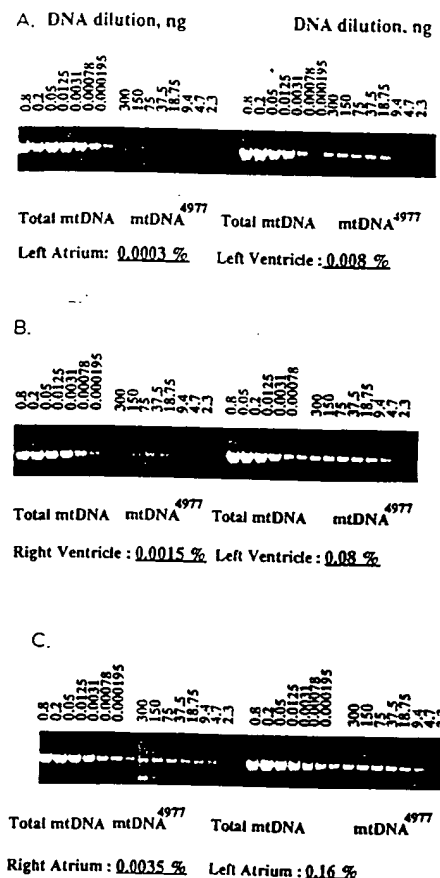 A. DNA dilution, ng DNA dilution. ng
0.8 0.2 0.05 0.0125 0.0031 0.00078 0.000195 300 150 75 37.5 18.75 9.4 4.7 2.3 0.8 0.2 0.05 0.0125 0.0031 0.00078 0.000195 300 150 75 37.5 18.75 9.4 4.7 2.3
Total mtDNA mtDNA4977 Total mtDNA mtDNA4977
Left Atrium: 0.0003 % Left Ventricle : 0.008 %
B.
0.8 0.2 0.05 0.0125 0.0031 0.00078 0.000195 300 150 75 37.5 18.75 9.4 4.7 2.3 0.8 0.05 0.2 0.0125 0.0031 0.00078 300 150 75 37.5 18.75 9.4 4.7 2.3
Total mtDNA mtDNA4977 Total mtDNA mtDNA4977
Right Ventricle : 0.0015 % Left Ventricle : 0.08 %
C.
0.8 0.2 0.05 0.0125 0.0031 0.00078 0.000195 300 150 75 37.5 18.75 9.4 4.7 2.3 0.8 0.2 0.05 0.0125 0.0031 0.00078 0.000195 300 150 75 37.5 18.75 9.4 4.7 2.3
Total mtDNA mtDNA4977 Total mtDNA mtDNA4977
Right Atrium : 0.0035 % Left Atrium : 0.16 %